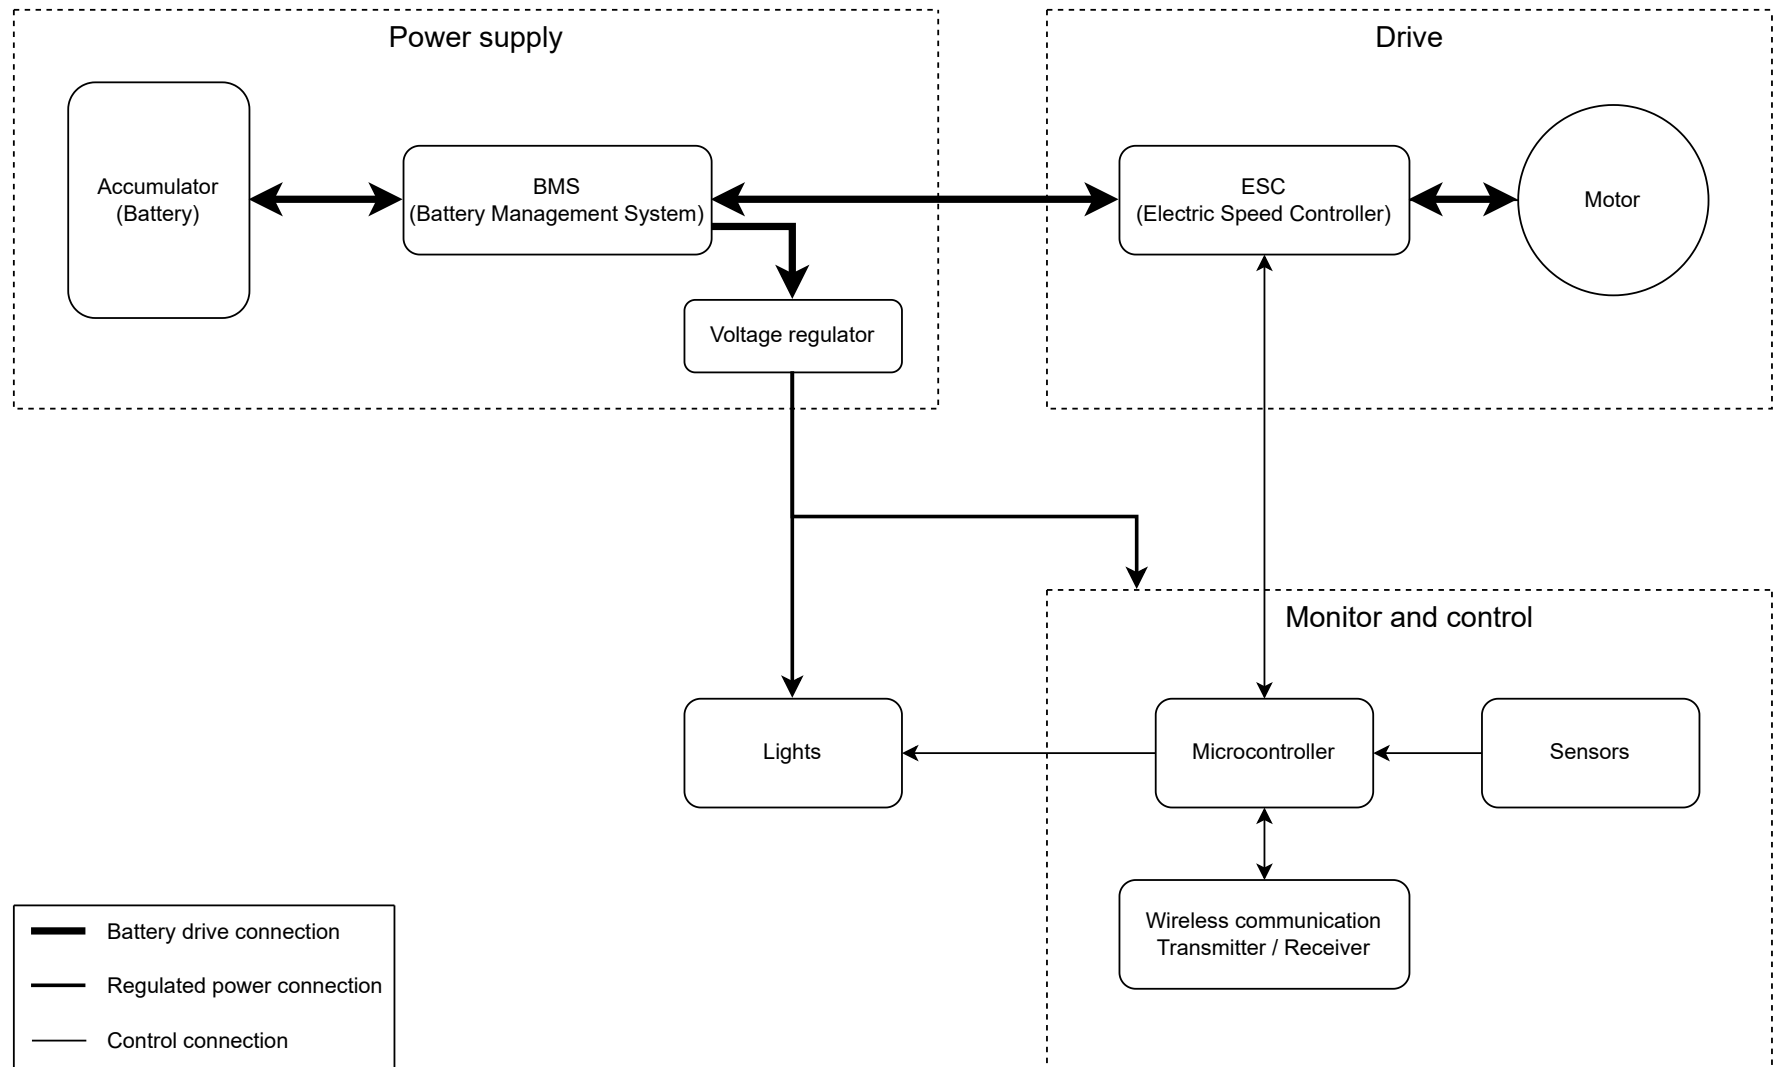 Power supply
Drive
Accumulator
(Battery)
BMS
(Battery Management System)
ESC
(Electric Speed Controller)
Motor
Voltage regulator
Monitor and control
Lights
Microcontroller
Sensors
Wireless communication
Transmitter / Receiver
Battery drive connection
Regulated power connection
Control connection